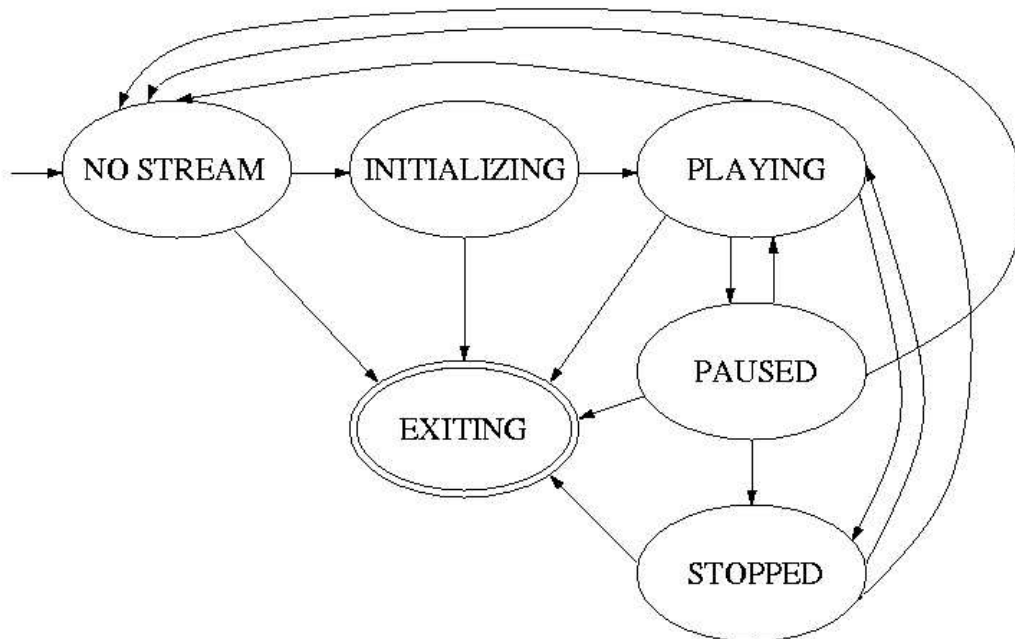 NO STREAM
INITIALIZING
PLAYING
PAUSED
EXITING
STOPPED